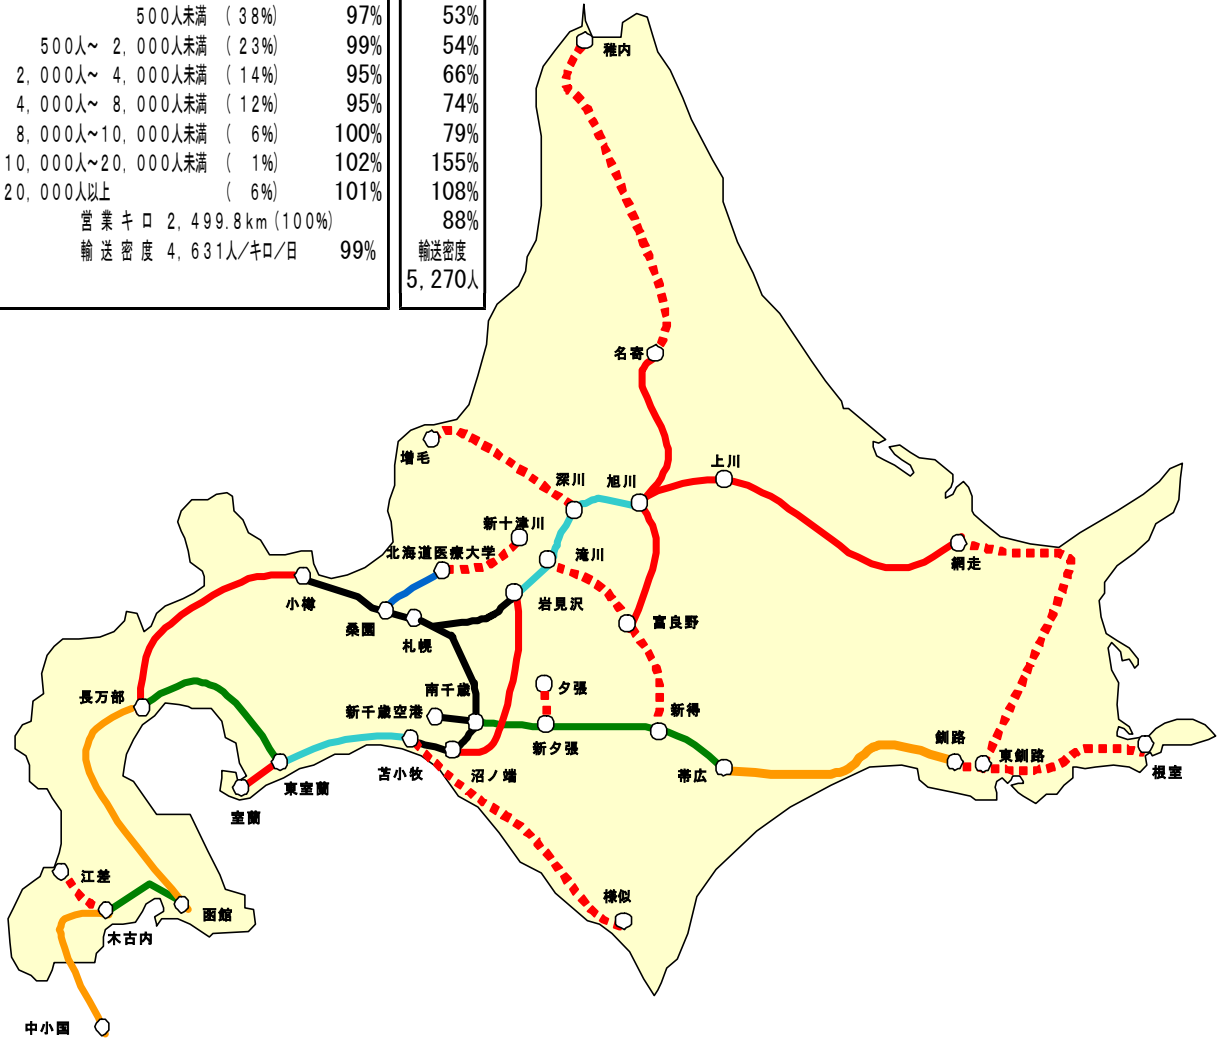 500人未満 (38%) 97% 53%
500人～ 2,000人未満 (23%) 99% 54%
2,000人～ 4,000人未満 (14%) 95% 66%
4,000人～ 8,000人未満 (12%) 95% 74%
8,000人～10,000人未満 ( 6%) 100% 79%
10,000人～20,000人未満 ( 1%) 102% 155%
20,000人以上 ( 6%) 101% 108%
営業キロ 2,499.8km(100%) 88%
輸送密度 4,631人/キロ/日 99% 輸送密度
5,270人
稚内
名寄
増毛
深川
旭川
上川
新十津川
北海道医療大学
滝川
網走
小樽
桑園
札幌
岩見沢
富良野
南千歳
夕張
長万部
新千歳空港
新夕張
新得
釧路
東釧路
根室
苫小牧
沼ノ端
帯広
東室蘭
室蘭
江差
様似
函館
木古内
中小国